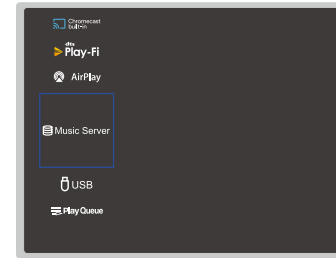 Chromecast
built-in
dts
Play-Fi
AirPlay
Music Server
USB
Play Queue